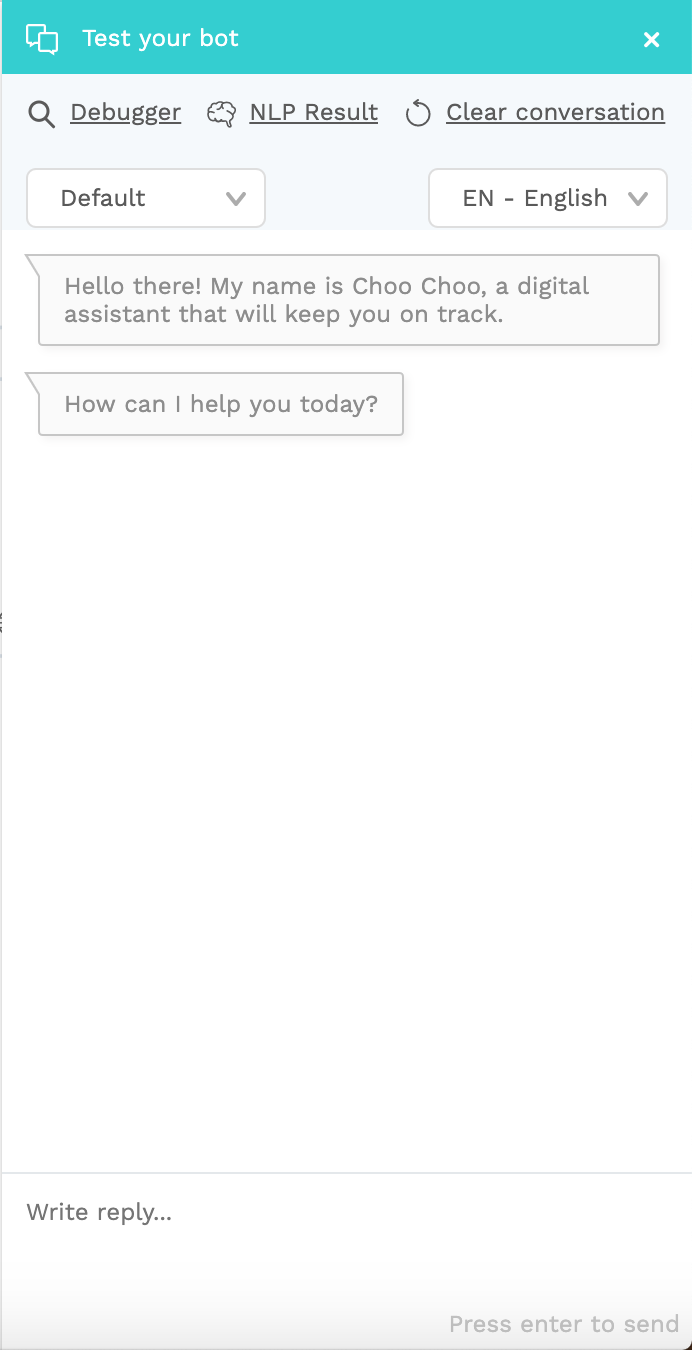 Test your bot
Debugger NLP Result Clear conversation
Default EN - English
Hello there! My name is Choo Choo, a digital
assistant that will keep you on track.
How can I help you today?
Write reply...
Press enter to send